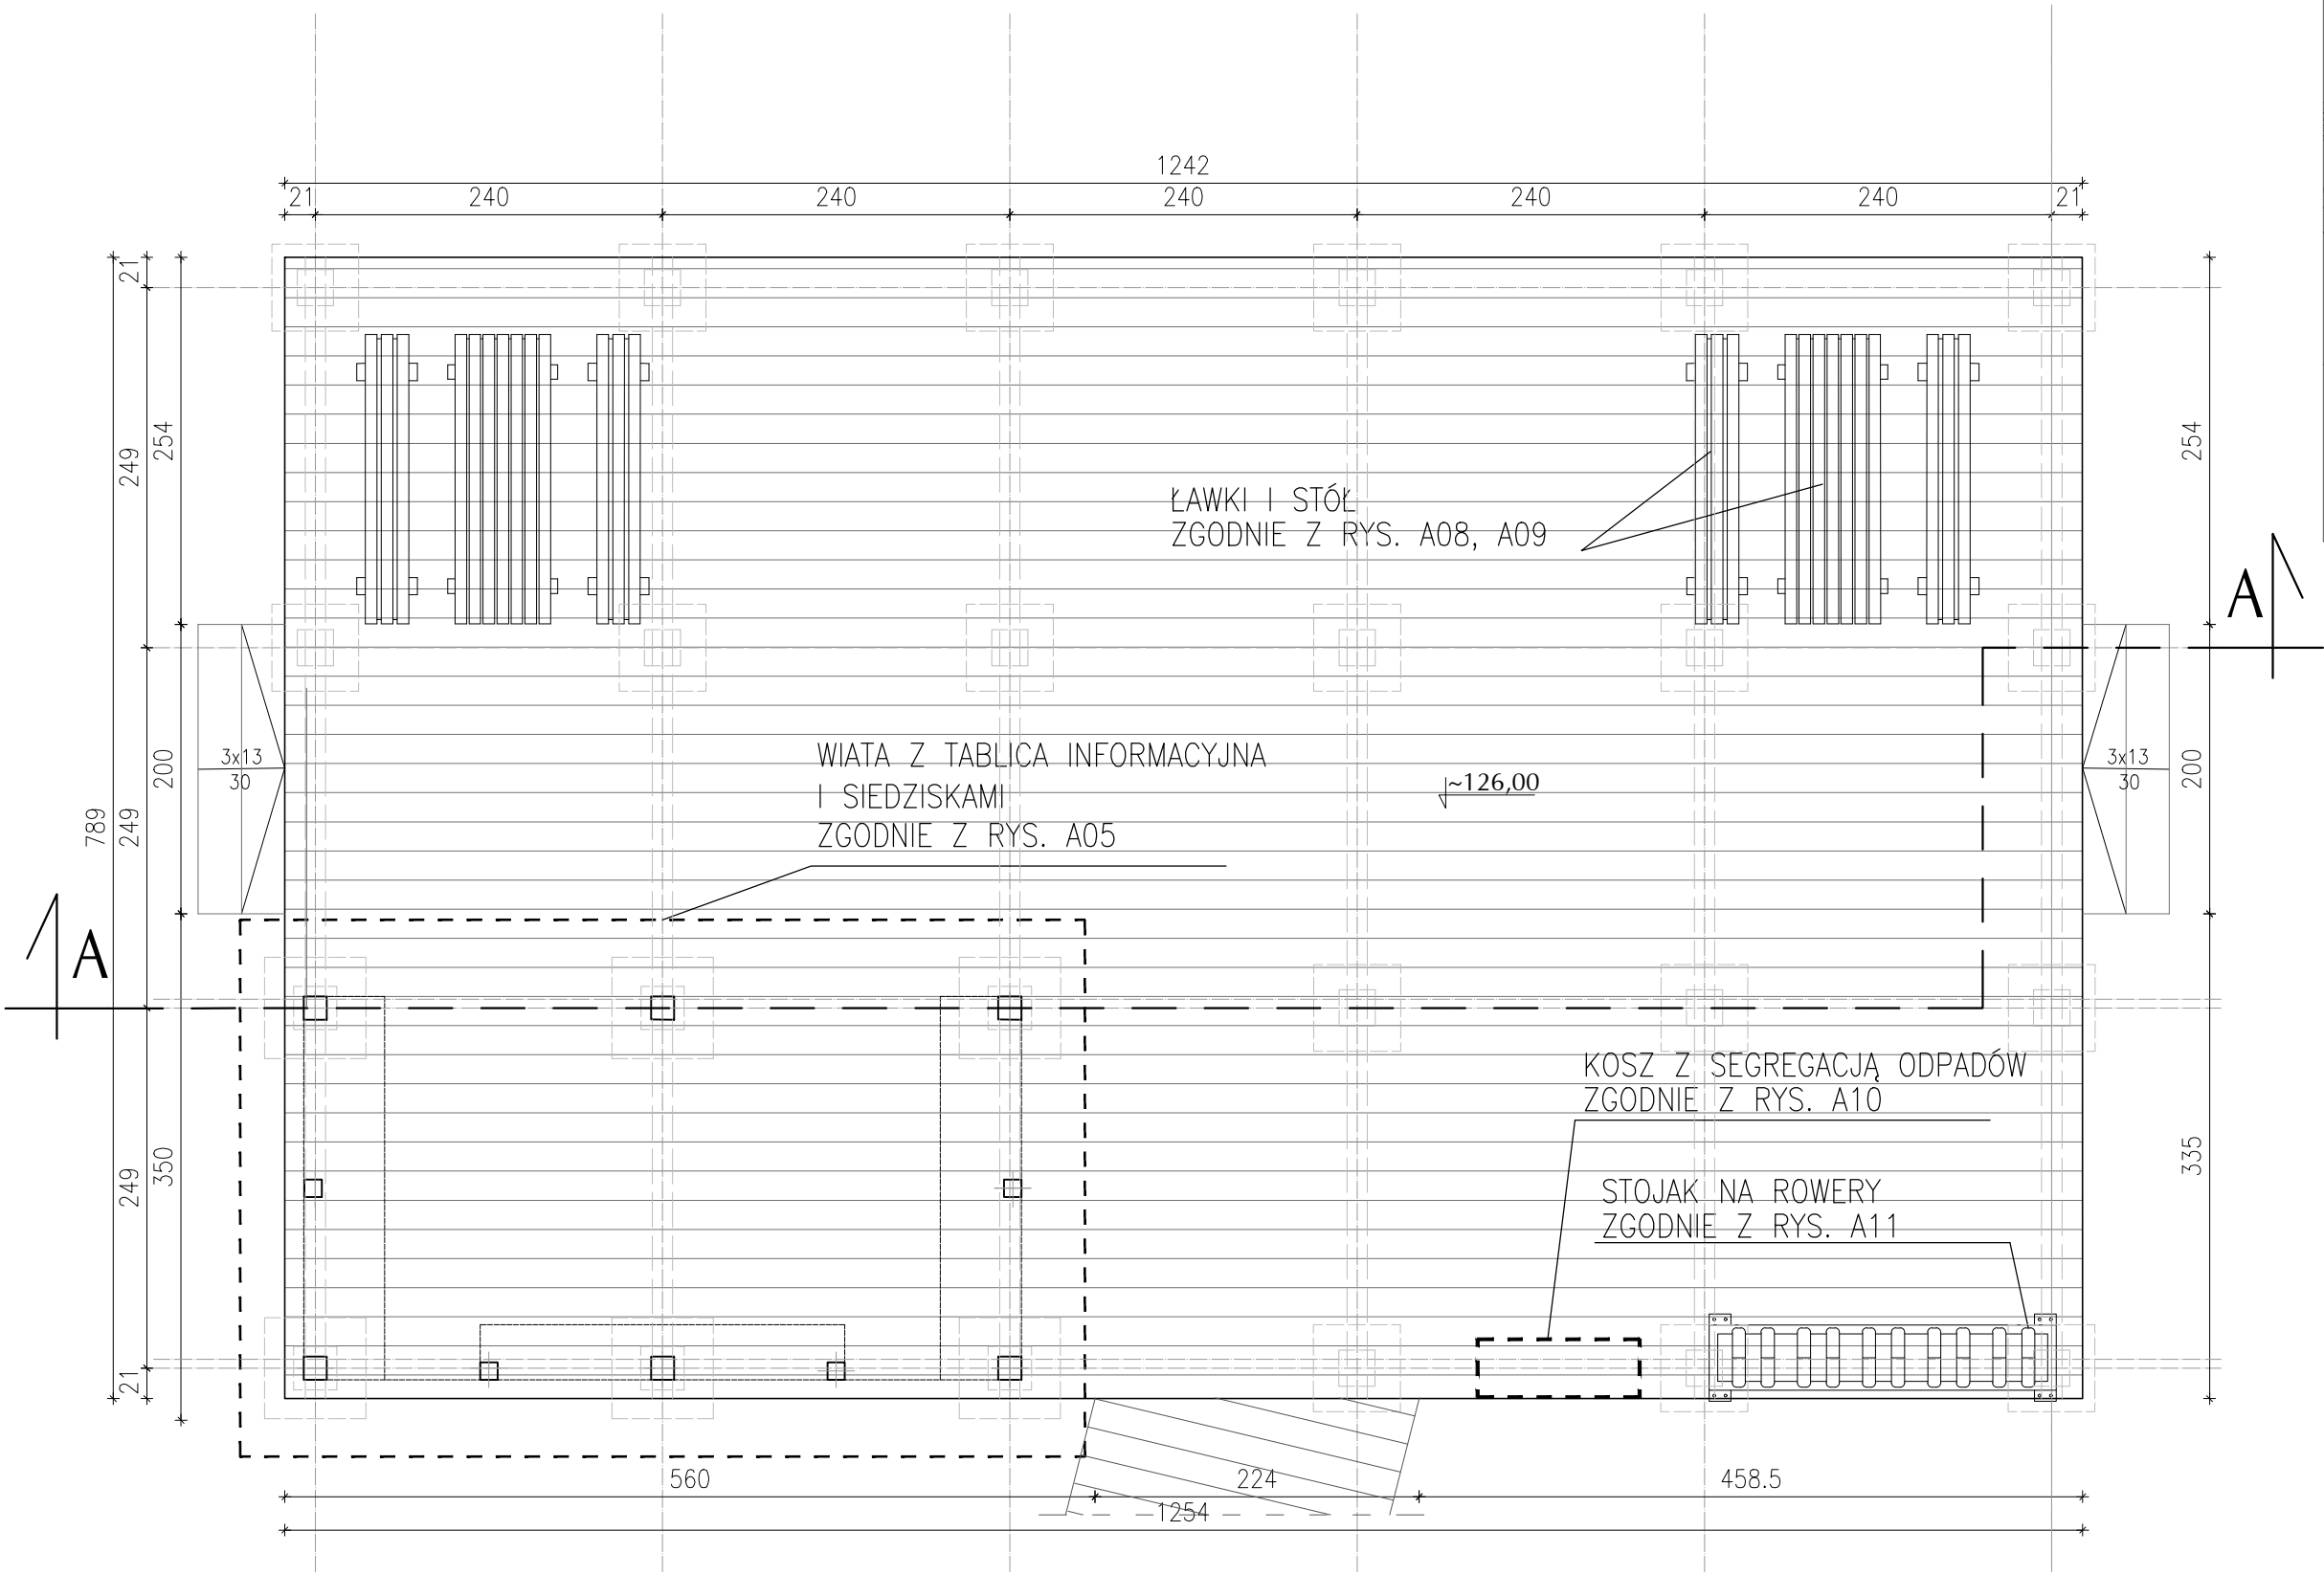 1242
21 240 240 240 240 240 21
21
249
254
254
ŁAWKI I STÓŁ
ZGODNIE Z RYS. A08, A09
A
WIATA Z TABLICA INFORMACYJNA
I SIEDZISKAMI
ZGODNIE Z RYS. A05
~126,00
3x13
30
3x13
30
200
200
789
249
A
KOSZ Z SEGREGACJĄ ODPADÓW
ZGODNIE Z RYS. A10
STOJAK NA ROWERY
ZGODNIE Z RYS. A11
249
350
335
21
560 224 458.5
1254